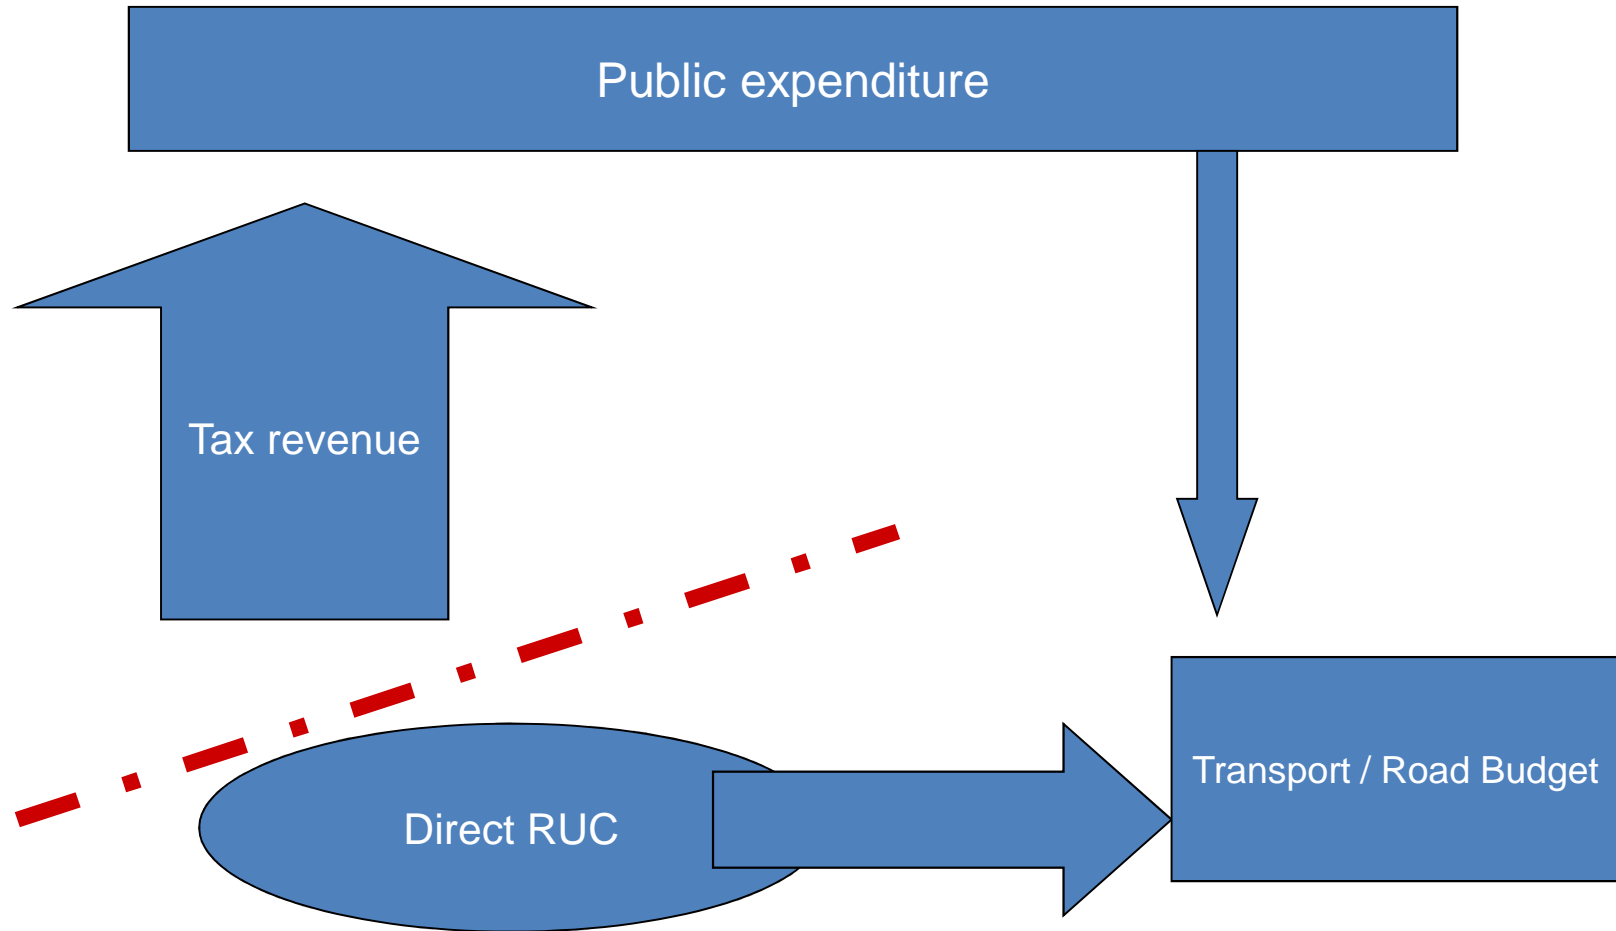 Public expenditure
Tax revenue
Transport / Road Budget
Direct RUC